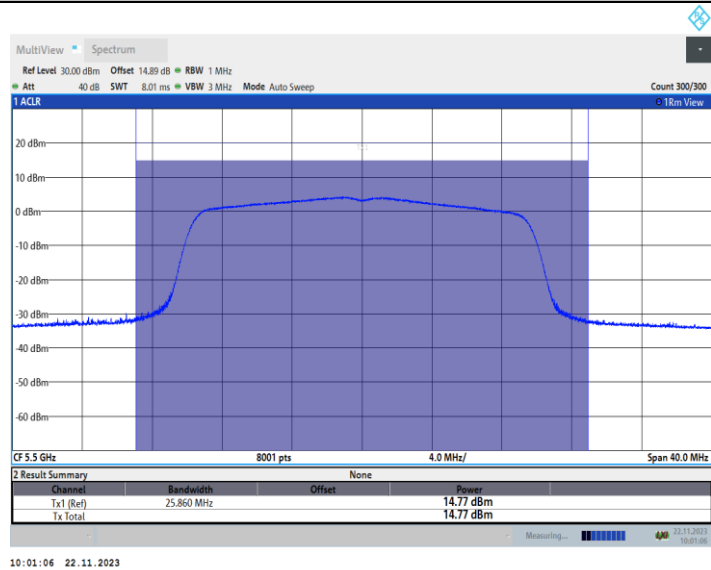 MultiView Spectrum
Ref Level 30.00 dBm Offset 14.89 dB RBW 1 MHz
Att 40 dB SWT 8.01 ms VBW 3 MHz Mode Auto Sweep Count 300/300
1 ACLR 1Rm View
20 dBm
10 dBm
0 dBm
-10 dBm
-20 dBm
-30 dBm
-40 dBm
-50 dBm
-60 dBm
CF 5.5 GHz 8001 pts 4.0 MHz/ Span 40.0 MHz
2 Result Summary None
Channel Bandwidth Offset Power
Tx1 (Ref) 25.860 MHz 14.77 dBm
Tx Total 14.77 dBm
Measuring... 22.11.2023
10:01:06
10:01:06 22.11.2023